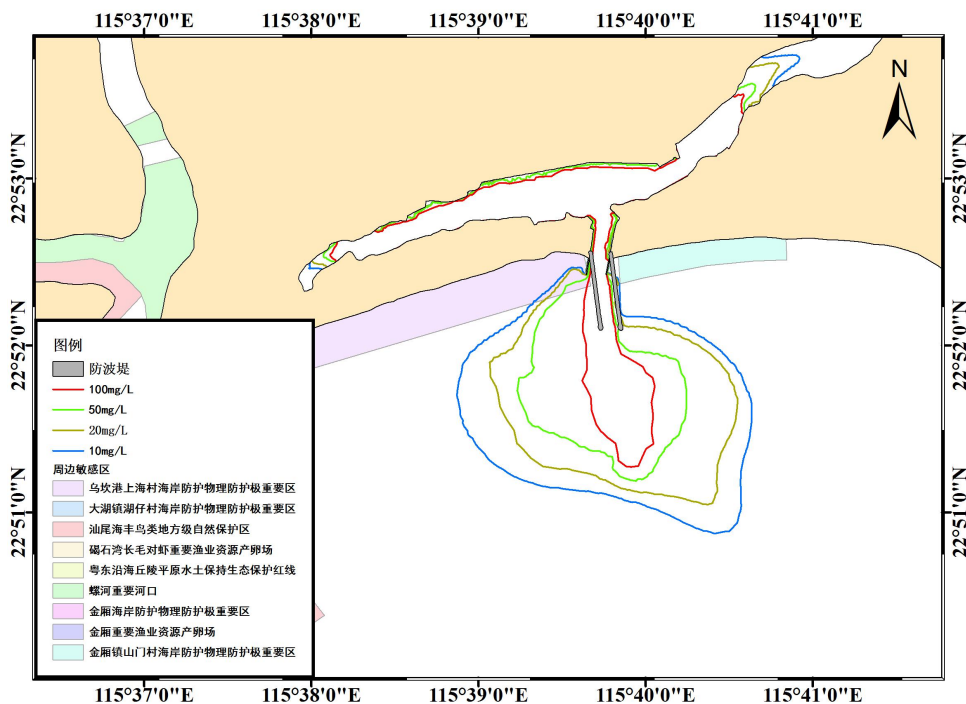 115°37'0"E 115°38'0"E 115°39'0"E 115°40'0"E 115°41'0"E
N
22°53'0"N 22°53'0"N
22°52'0"N 22°52'0"N
22°51'0"N 22°51'0"N
图例
防波堤
100mg/L
50mg/L
20mg/L
10mg/L
周边敏感区
乌坎港上海村海岸防护物理防护极重要区
大湖镇湖仔村海岸防护物理防护极重要区
汕尾海丰鸟类地方级自然保护区
碣石湾长毛对虾重要渔业资源产卵场
粤东沿海丘陵平原水土保持生态保护红线
螺河重要河口
金厢海岸防护物理防护极重要区
金厢重要渔业资源产卵场
金厢镇山门村海岸防护物理防护极重要区
115°37'0"E 115°38'0"E 115°39'0"E 115°40'0"E 115°41'0"E